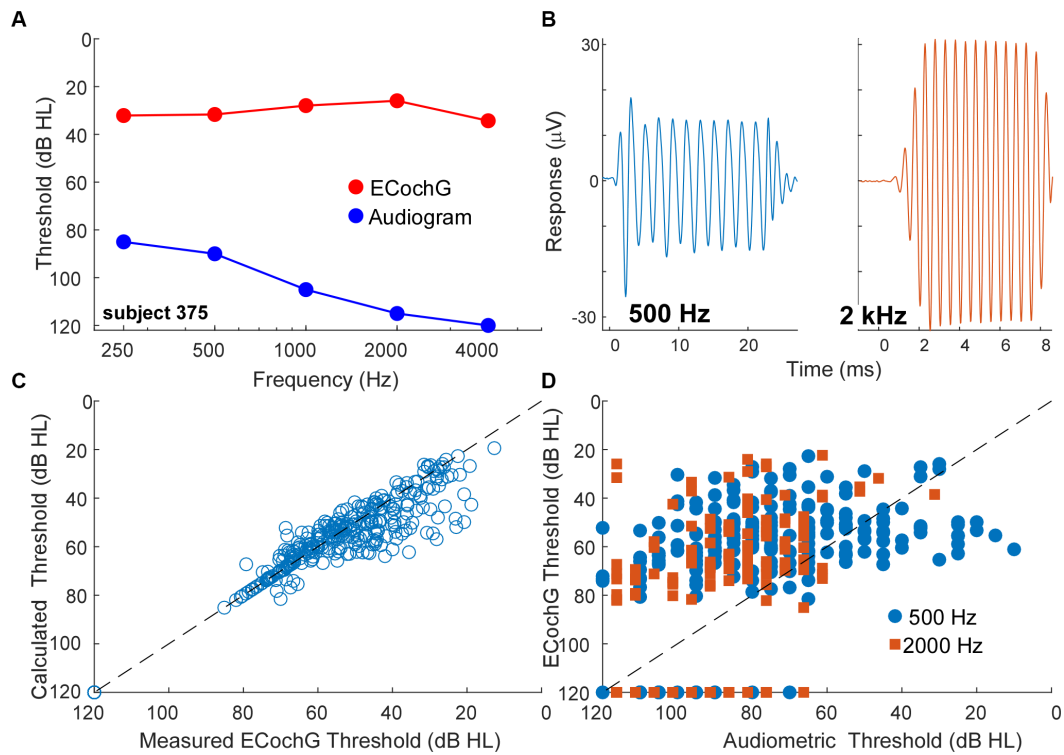 A
0
20
40
60
80
100
120
Threshold (dB HL)
ECochG
Audiogram
subject 375
250
500
1000
2000
4000
Frequency (Hz)
B
30
0
-30
Response (μV)
500 Hz
2 kHz
0
10
20
0
2
4
6
8
Time (ms)
C
0
20
40
60
80
100
120
Calculated Threshold (dB HL)
120
100
80
60
40
20
0
Measured ECochG Threshold (dB HL)
D
0
20
40
60
80
100
120
ECochG Threshold (dB HL)
500 Hz
2000 Hz
120
100
80
60
40
20
0
Audiometric Threshold (dB HL)